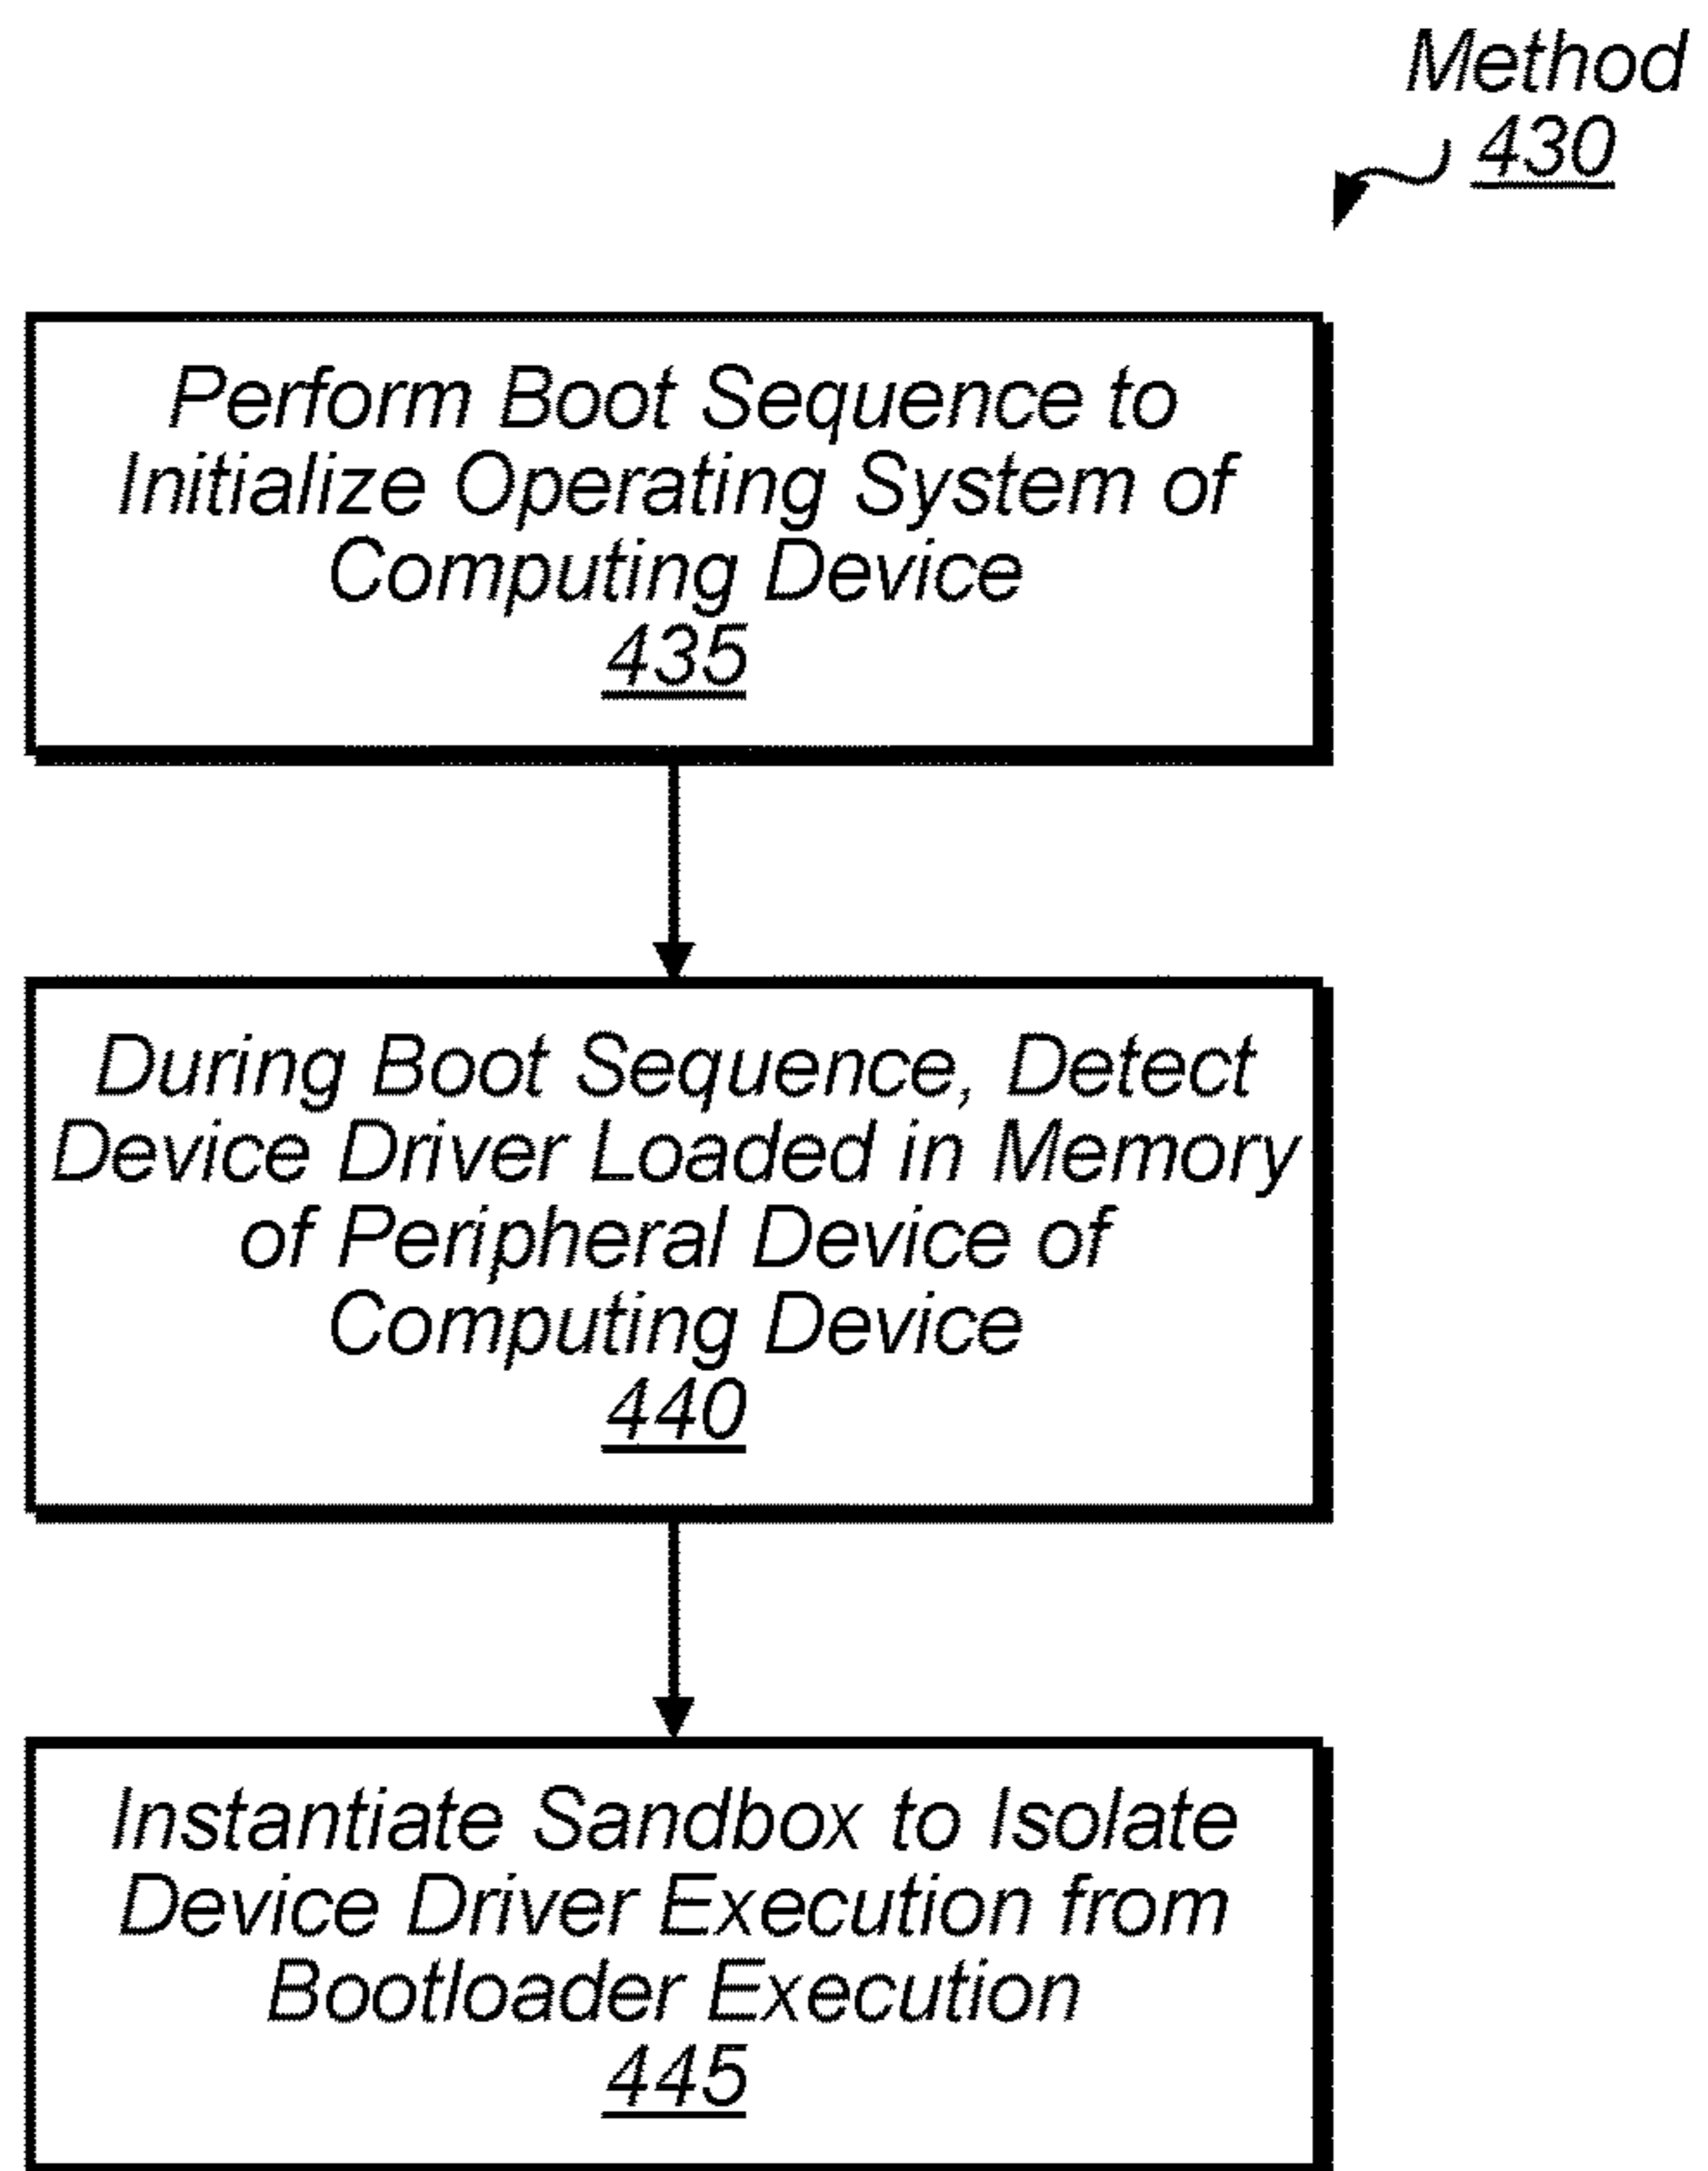 Method
430
Perform Boot Sequence to
Initialize Operating System of
Computing Device
435
During Boot Sequence, Detect
Device Driver Loaded in Memory
of Peripheral Device of
Computing Device
440
Instantiate Sandbox to Isolate
Device Driver Execution from
Bootloader Execution
445